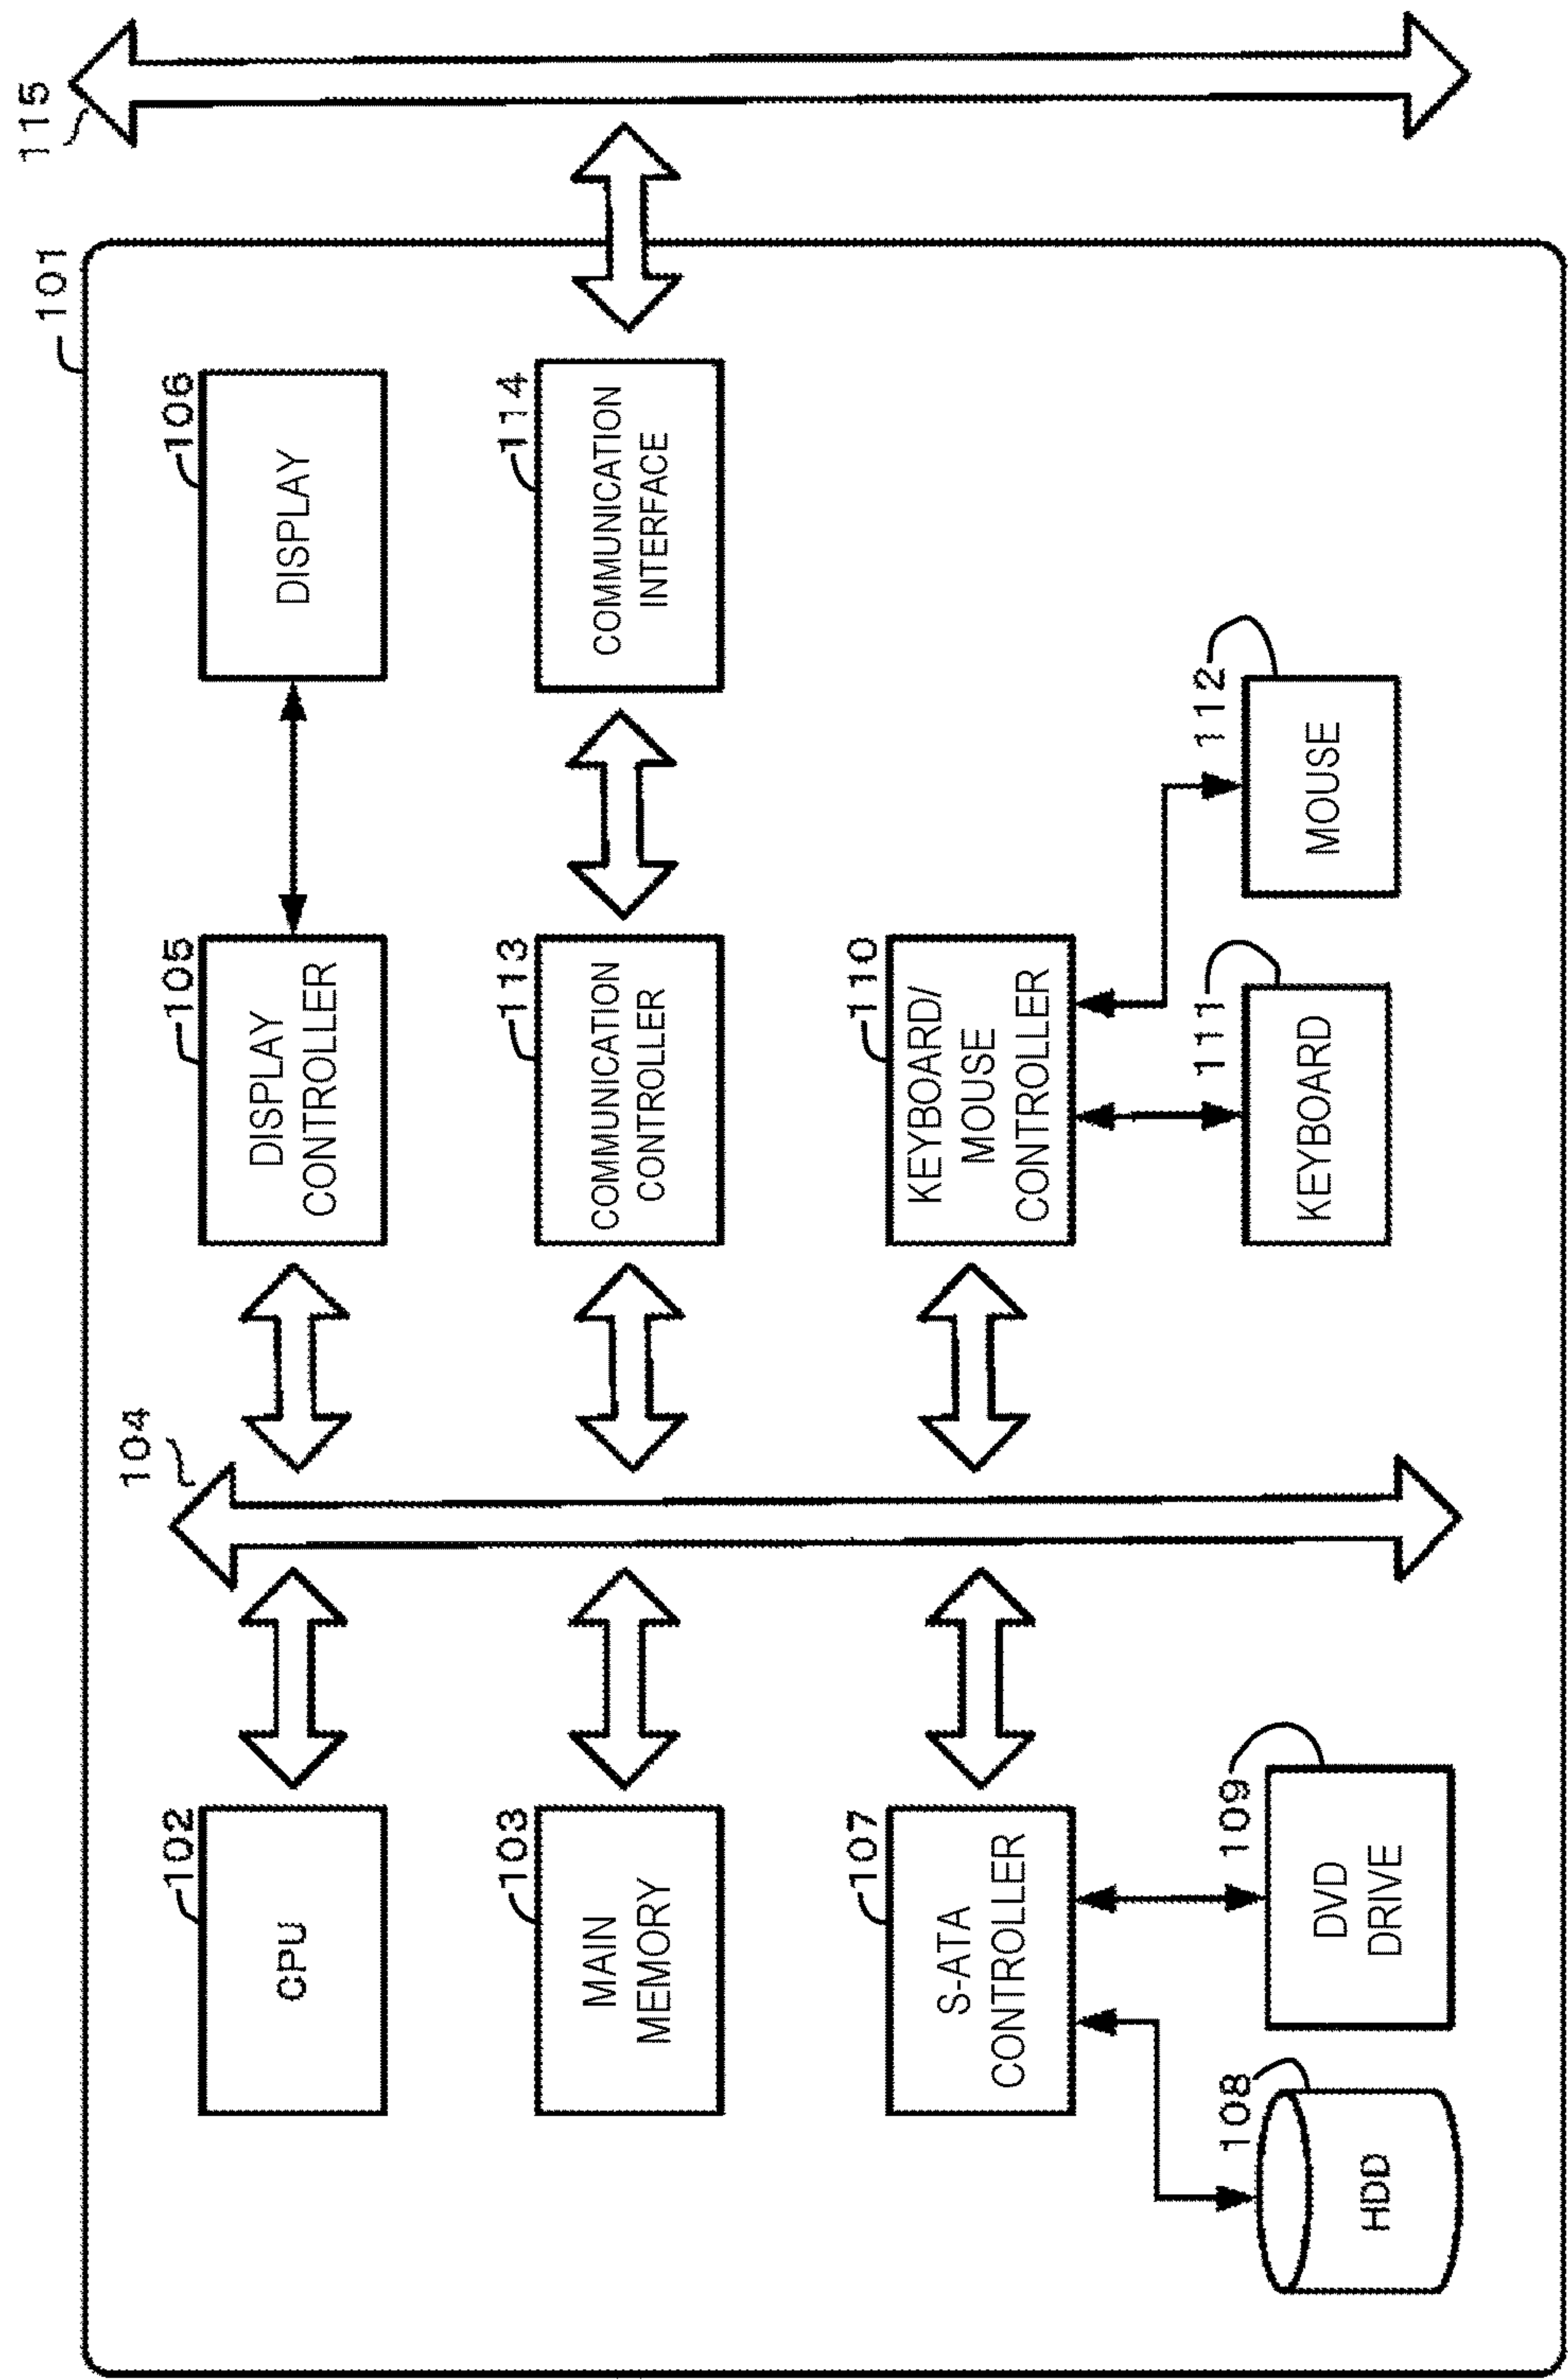 101
115
104
102
CPU
105
DISPLAY
CONTROLLER
106
DISPLAY
103
MAIN
MEMORY
113
COMMUNICATION
CONTROLLER
114
COMMUNICATION
INTERFACE
107
S-ATA
CONTROLLER
110
KEYBOARD/
MOUSE
CONTROLLER
108
HDD
109
DVD
DRIVE
111
KEYBOARD
112
MOUSE